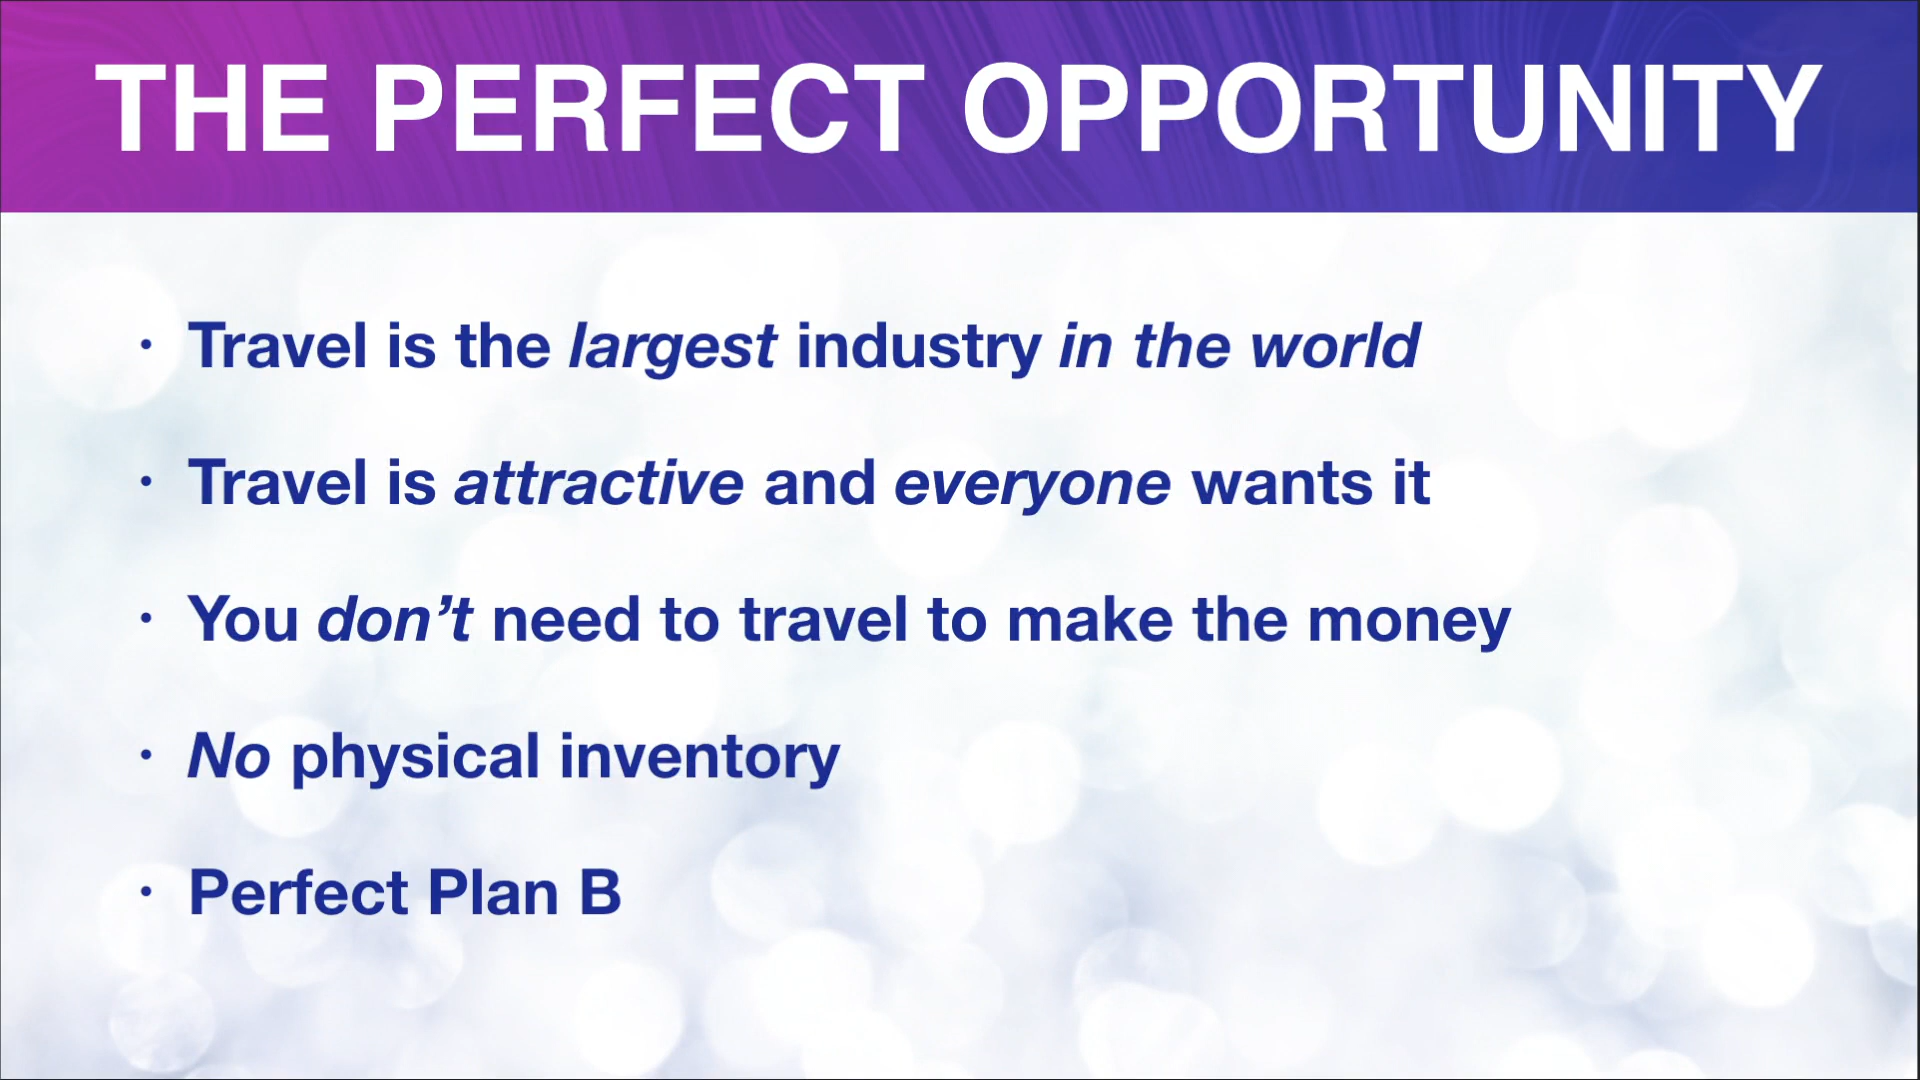 THE PERFECT OPPORTUNITY
· Travel is the largest industry in the world
· Travel is attractive and everyone wants it
· You don’t need to travel to make the money
· No physical inventory
· Perfect Plan B